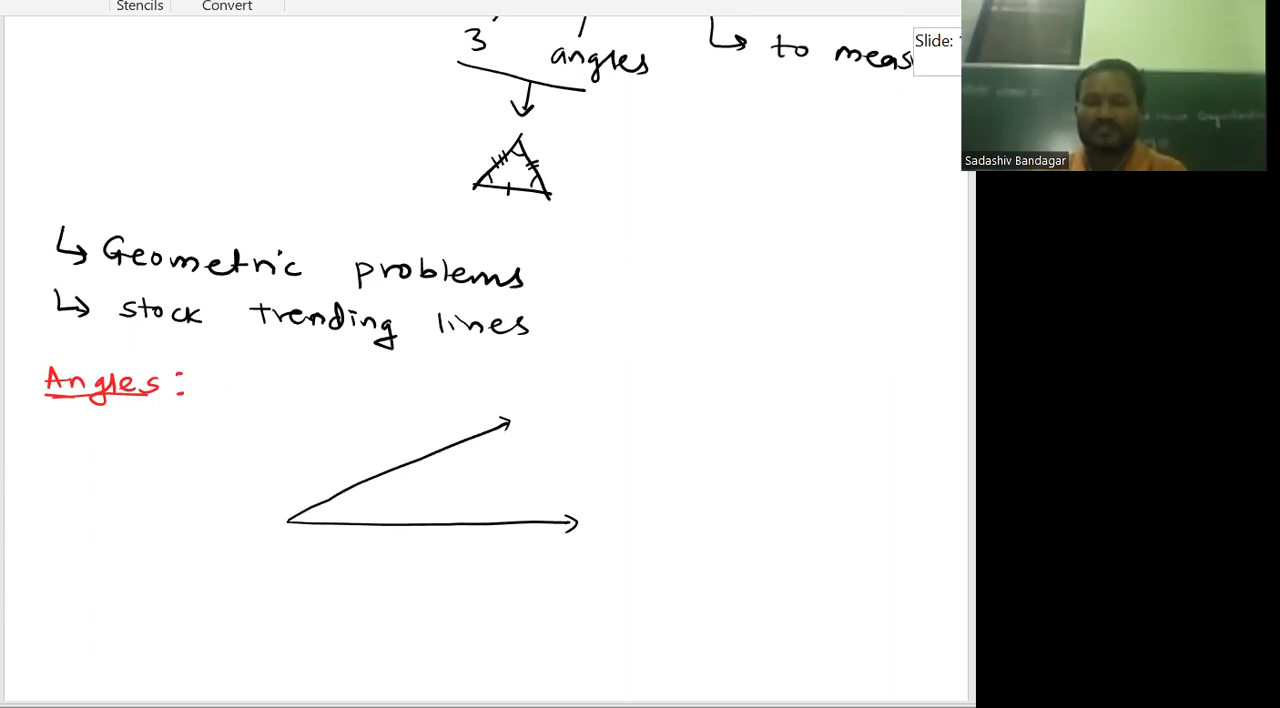 Stencils Convert
3 angles
↳ to meas
Slide:
Sadashiv Bandagar
↳ Geometric problems
↳ stock trending lines
Angles: